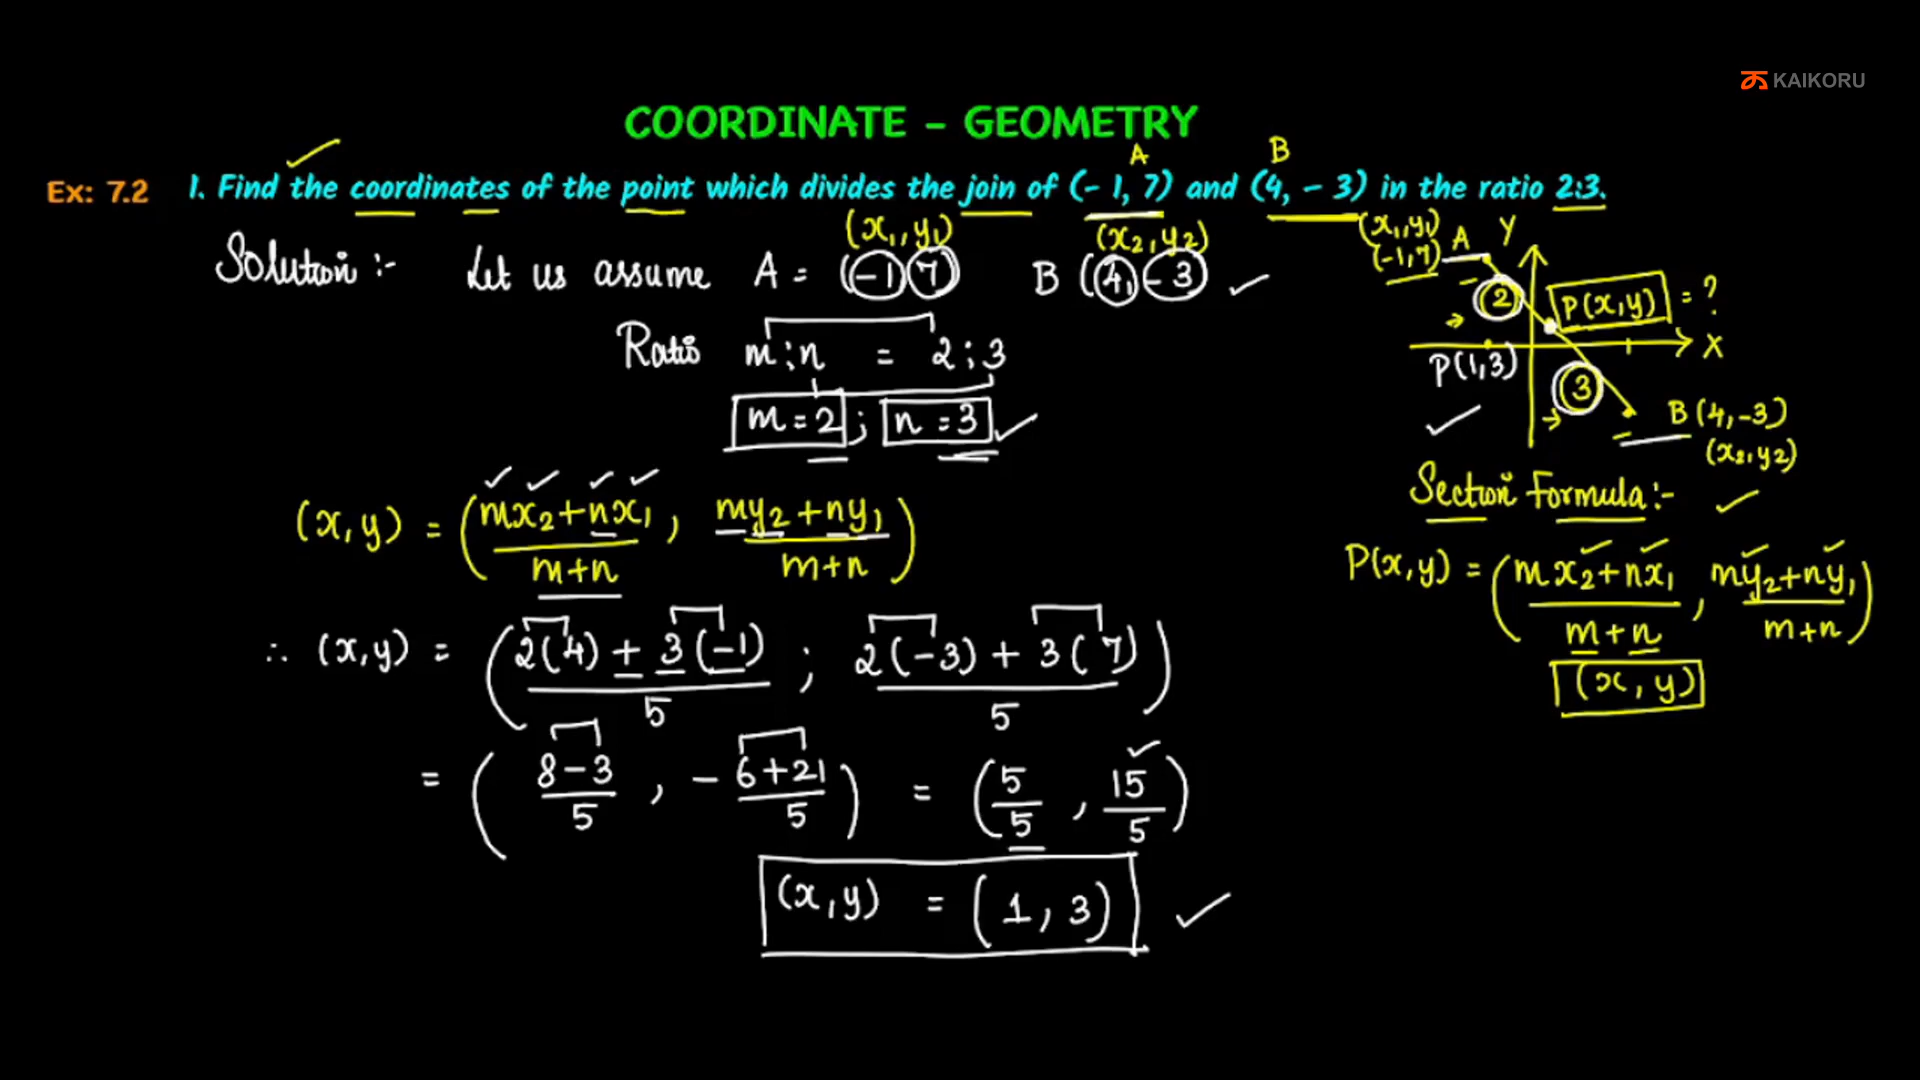 KAIKORU
COORDINATE - GEOMETRY
A B
Ex: 7.2 1. Find the coordinates of the point which divides the join of (- 1, 7) and (4, - 3) in the ratio 2:3.
(x₁, y₁) (x₂, y₂)
Solution :- Let us assume A = (-1 7) B (4, -3)
Ratio m:n = 2:3
m = 2 ; n = 3
(x, y) = ( mx₂+nx₁ / m+n , my₂+ny₁ / m+n )
∴ (x,y) = ( 2(4) + 3(-1) / 5 ; 2(-3) + 3(7) / 5 )
= ( 8-3 / 5 , - 6+21 / 5 ) = ( 5/5 , 15/5 )
(x,y) = (1, 3)
(x₁, y₁) A Y
(-1,7)
2 P(x,y) = ?
X
P(1,3)
3
B (4,-3)
(x₂, y₂)
Section Formula:-
P(x,y) = ( mx₂+nx₁ / m+n , my₂+ny₁ / m+n )
(x, y)